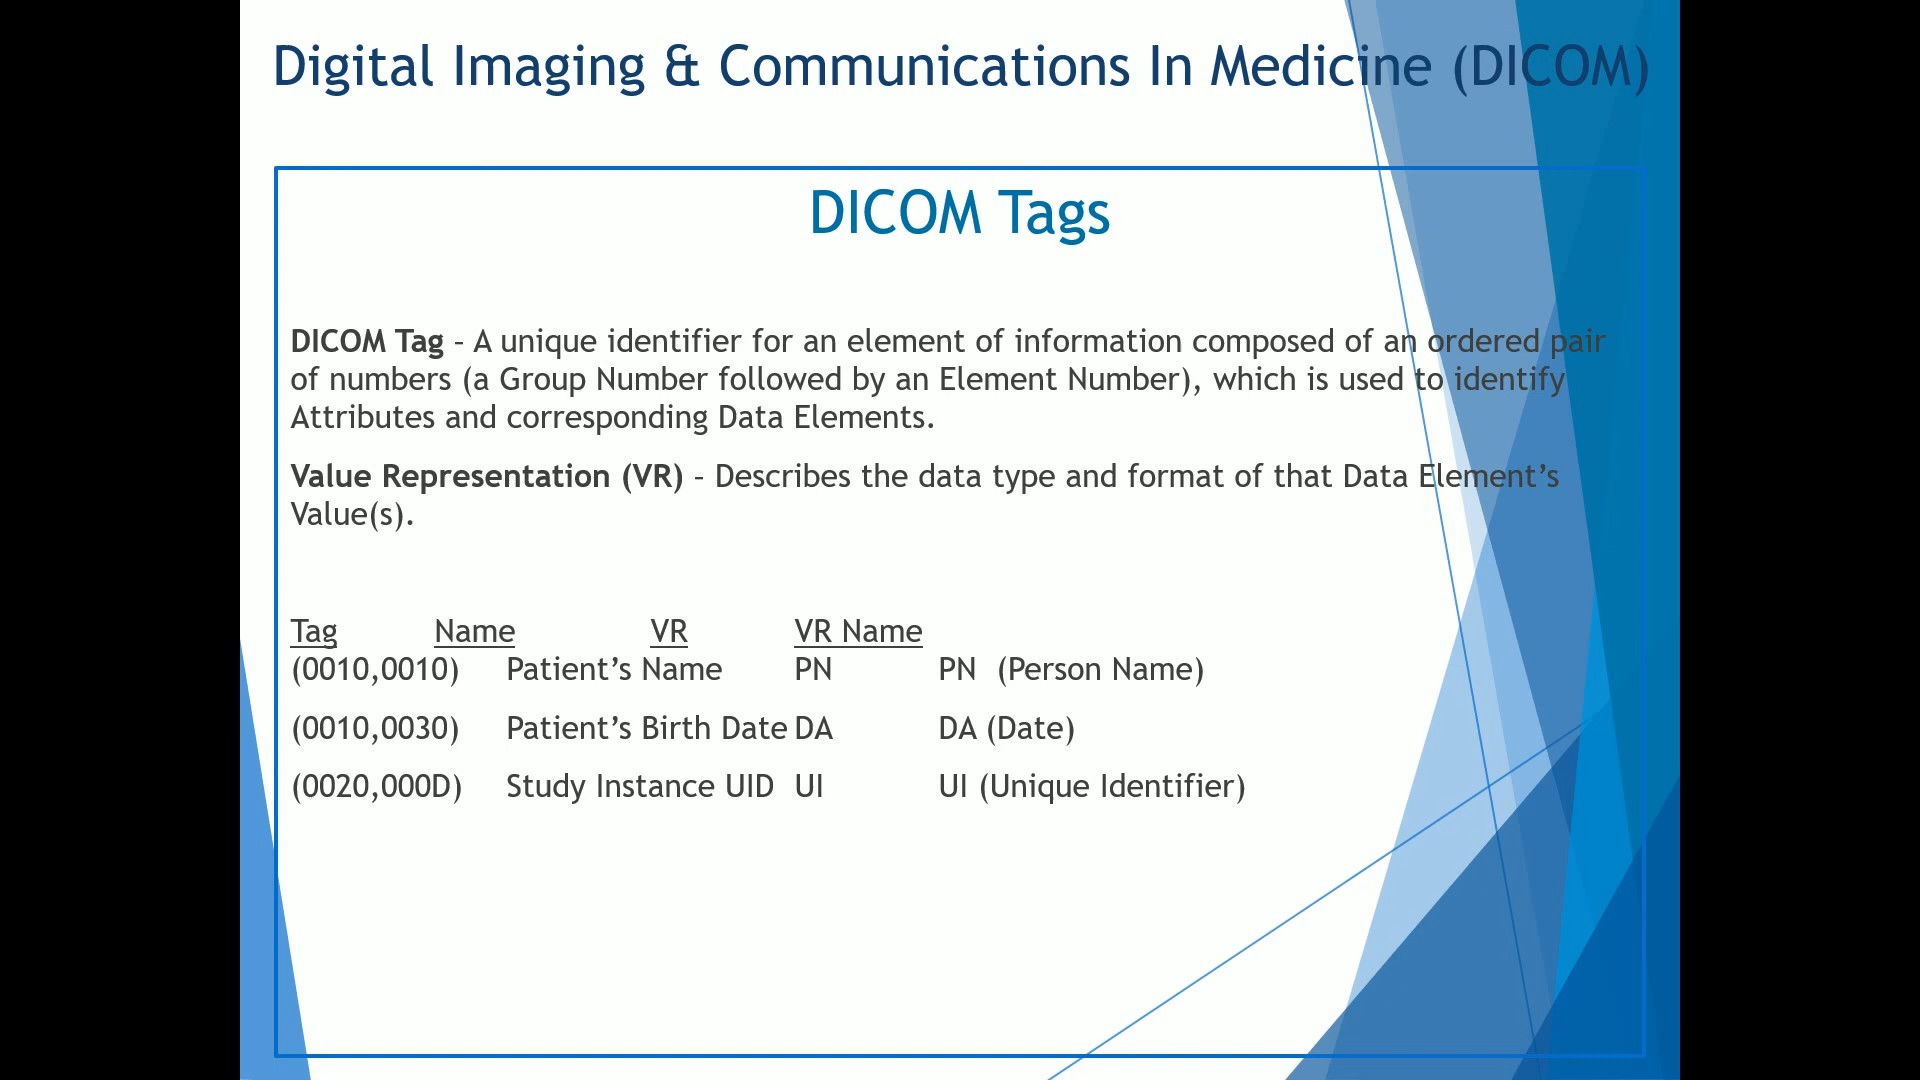 Digital Imaging & Communications In Medicine (DICOM)
DICOM Tags
DICOM Tag – A unique identifier for an element of information composed of an ordered pair
of numbers (a Group Number followed by an Element Number), which is used to identify
Attributes and corresponding Data Elements.
Value Representation (VR) – Describes the data type and format of that Data Element’s
Value(s).
Tag Name VR VR Name
(0010,0010) Patient’s Name PN PN (Person Name)
(0010,0030) Patient’s Birth Date DA DA (Date)
(0020,000D) Study Instance UID UI UI (Unique Identifier)